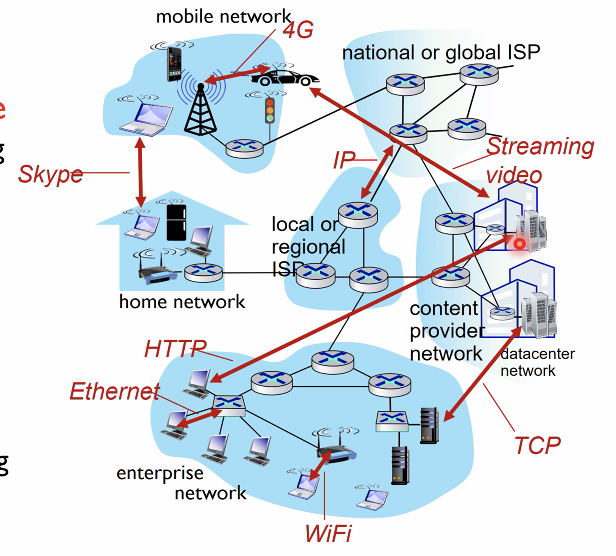 mobile network
4G
national or global ISP
e
g
Skype
IP
Streaming
video
local or
regional
ISP
home network
content
provider
network
datacenter
network
HTTP
Ethernet
TCP
g
enterprise
network
WiFi